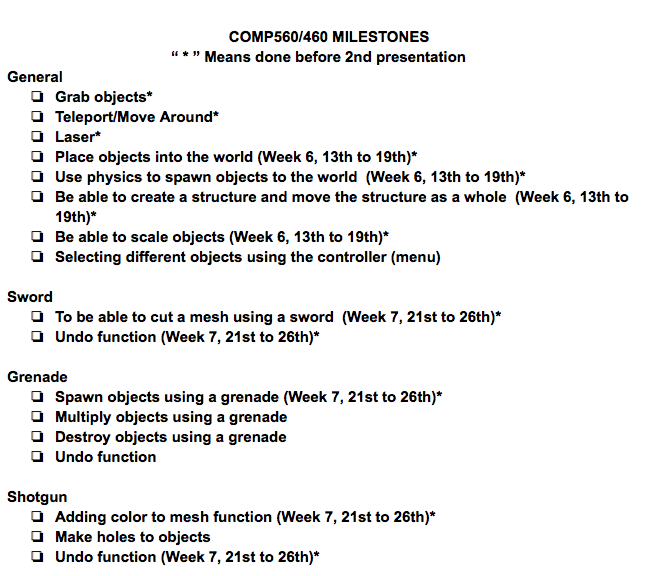 COMP560/460 MILESTONES
“ * ” Means done before 2nd presentation
General
❏ Grab objects*
❏ Teleport/Move Around*
❏ Laser*
❏ Place objects into the world (Week 6, 13th to 19th)*
❏ Use physics to spawn objects to the world  (Week 6, 13th to 19th)*
❏ Be able to create a structure and move the structure as a whole  (Week 6, 13th to
19th)*
❏ Be able to scale objects (Week 6, 13th to 19th)*
❏ Selecting different objects using the controller (menu)
Sword
❏ To be able to cut a mesh using a sword  (Week 7, 21st to 26th)*
❏ Undo function (Week 7, 21st to 26th)*
Grenade
❏ Spawn objects using a grenade (Week 7, 21st to 26th)*
❏ Multiply objects using a grenade
❏ Destroy objects using a grenade
❏ Undo function
Shotgun
❏ Adding color to mesh function (Week 7, 21st to 26th)*
❏ Make holes to objects
❏ Undo function (Week 7, 21st to 26th)*